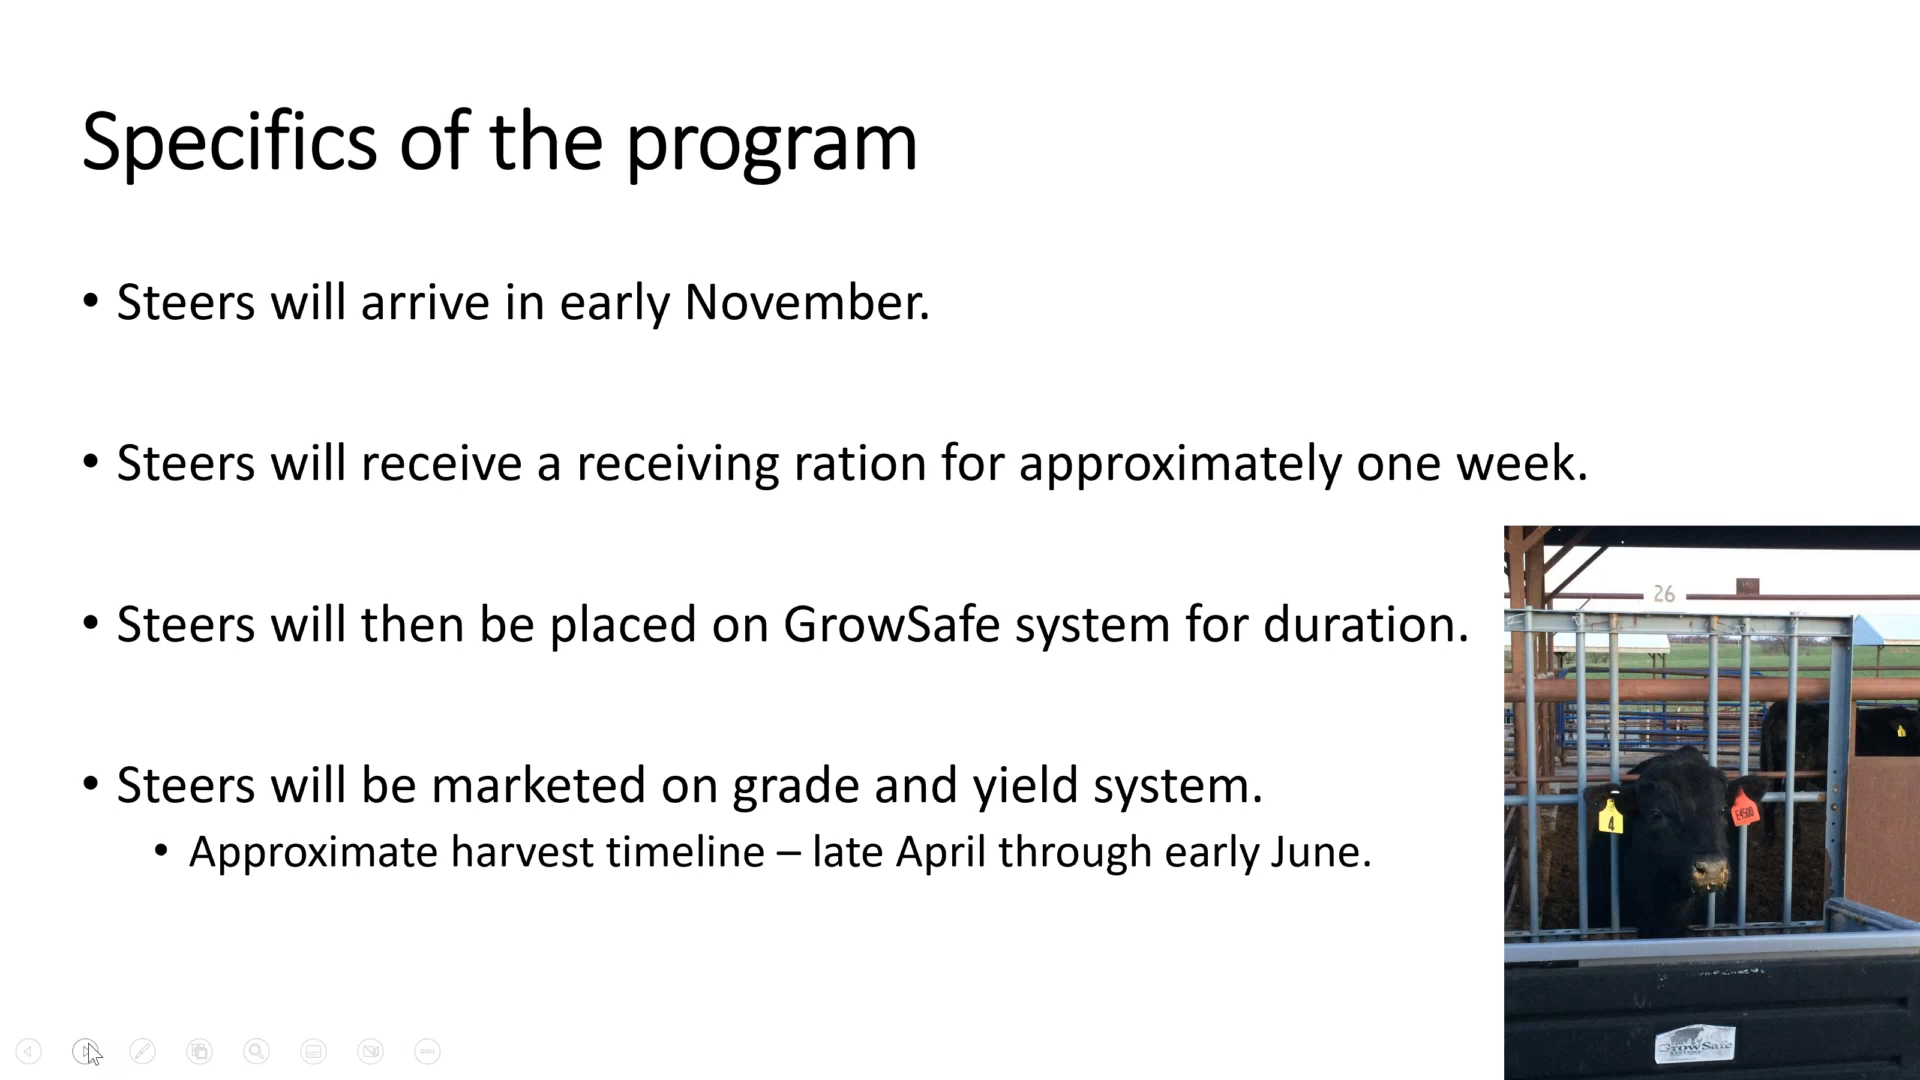 Specifics of the program
• Steers will arrive in early November.
• Steers will receive a receiving ration for approximately one week.
• Steers will then be placed on GrowSafe system for duration.
• Steers will be marketed on grade and yield system.
• Approximate harvest timeline – late April through early June.
26
4
E4500
GrowSafe
SYSTEMS